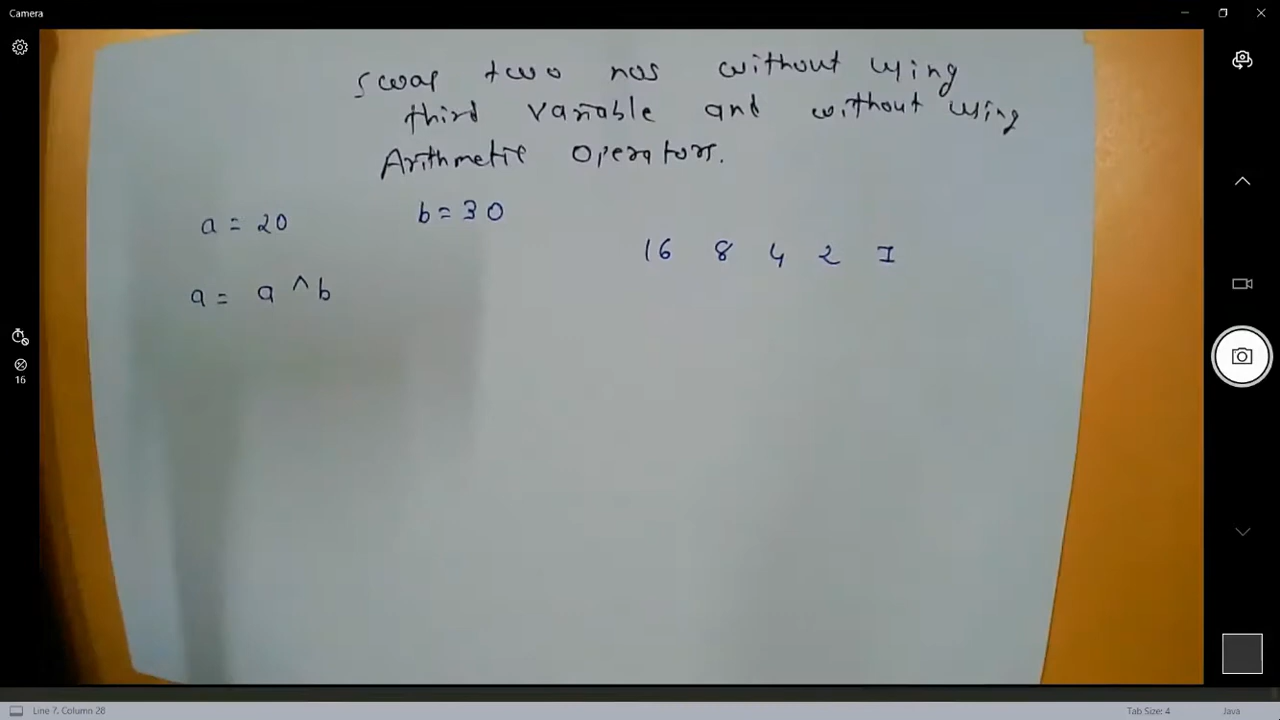 Camera
swap two nos without using
third variable and without using
Arithmetic Operators.
a = 20 b = 30
16 8 4 2 1
a = a ^ b
16
Line 7, Column 28 Tab Size: 4 Java